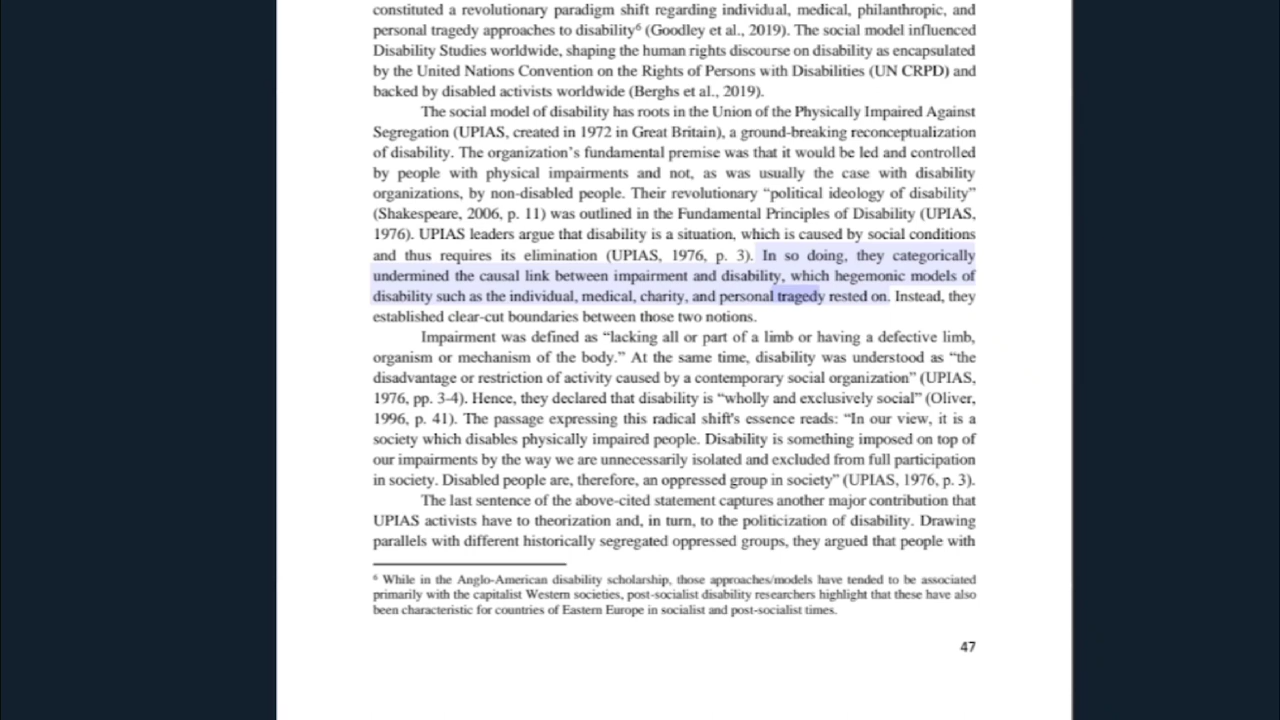 constituted a revolutionary paradigm shift regarding individual, medical, philanthropic, and
personal tragedy approaches to disability⁶ (Goodley et al., 2019). The social model influenced
Disability Studies worldwide, shaping the human rights discourse on disability as encapsulated
by the United Nations Convention on the Rights of Persons with Disabilities (UN CRPD) and
backed by disabled activists worldwide (Berghs et al., 2019).
The social model of disability has roots in the Union of the Physically Impaired Against
Segregation (UPIAS, created in 1972 in Great Britain), a ground-breaking reconceptualization
of disability. The organization’s fundamental premise was that it would be led and controlled
by people with physical impairments and not, as was usually the case with disability
organizations, by non-disabled people. Their revolutionary “political ideology of disability”
(Shakespeare, 2006, p. 11) was outlined in the Fundamental Principles of Disability (UPIAS,
1976). UPIAS leaders argue that disability is a situation, which is caused by social conditions
and thus requires its elimination (UPIAS, 1976, p. 3). In so doing, they categorically
undermined the causal link between impairment and disability, which hegemonic models of
disability such as the individual, medical, charity, and personal tragedy rested on. Instead, they
established clear-cut boundaries between those two notions.
Impairment was defined as “lacking all or part of a limb or having a defective limb,
organism or mechanism of the body.” At the same time, disability was understood as “the
disadvantage or restriction of activity caused by a contemporary social organization” (UPIAS,
1976, pp. 3-4). Hence, they declared that disability is “wholly and exclusively social” (Oliver,
1996, p. 41). The passage expressing this radical shift's essence reads: “In our view, it is a
society which disables physically impaired people. Disability is something imposed on top of
our impairments by the way we are unnecessarily isolated and excluded from full participation
in society. Disabled people are, therefore, an oppressed group in society” (UPIAS, 1976, p. 3).
The last sentence of the above-cited statement captures another major contribution that
UPIAS activists have to theorization and, in turn, to the politicization of disability. Drawing
parallels with different historically segregated oppressed groups, they argued that people with
⁶ While in the Anglo-American disability scholarship, those approaches/models have tended to be associated
primarily with the capitalist Western societies, post-socialist disability researchers highlight that these have also
been characteristic for countries of Eastern Europe in socialist and post-socialist times.
47